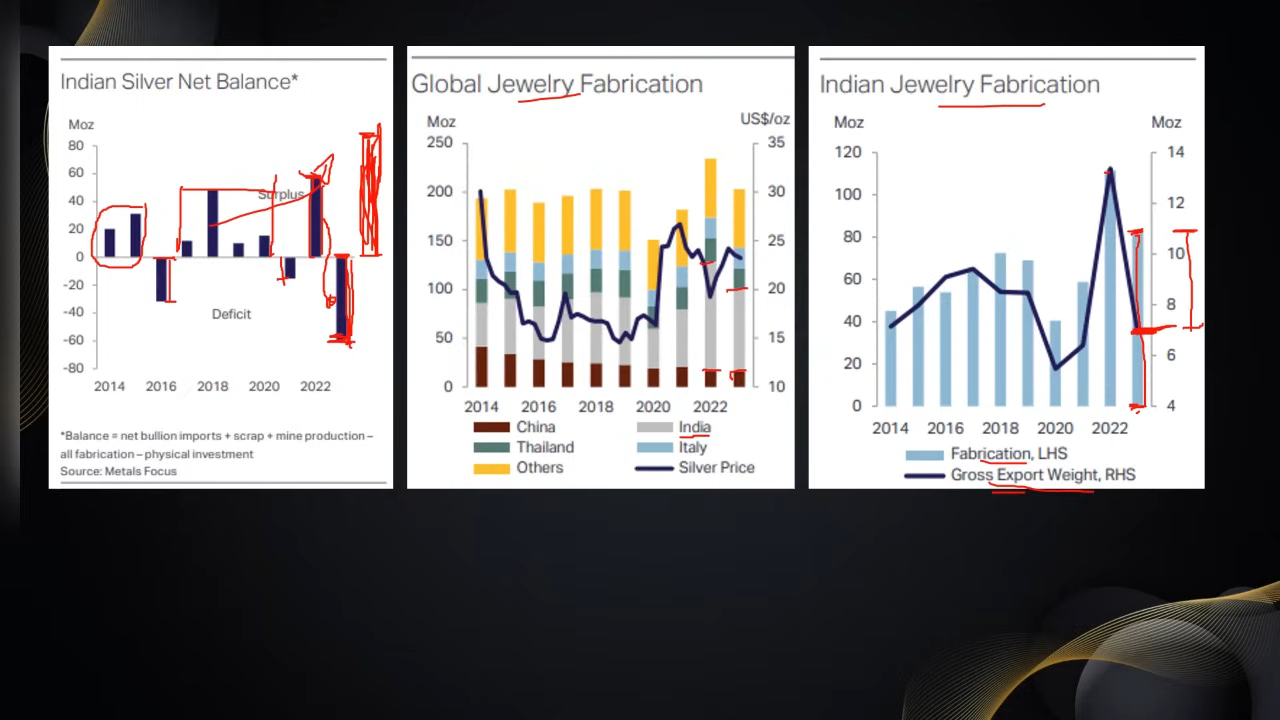 Indian Silver Net Balance*
Moz
80
60
Surplus
40
20
0
-20
Deficit
-40
-60
-80
2014 2016 2018 2020 2022
*Balance = net bullion imports + scrap + mine production –
all fabrication – physical investment
Source: Metals Focus
Global Jewelry Fabrication
Moz US$/oz
250 35
200 30
150 25
100 20
50 15
0 10
2014 2016 2018 2020 2022
China India
Thailand Italy
Others Silver Price
Indian Jewelry Fabrication
Moz Moz
120 14
100 12
80 10
60 8
40 6
20
0 4
2014 2016 2018 2020 2022
Fabrication, LHS
Gross Export Weight, RHS